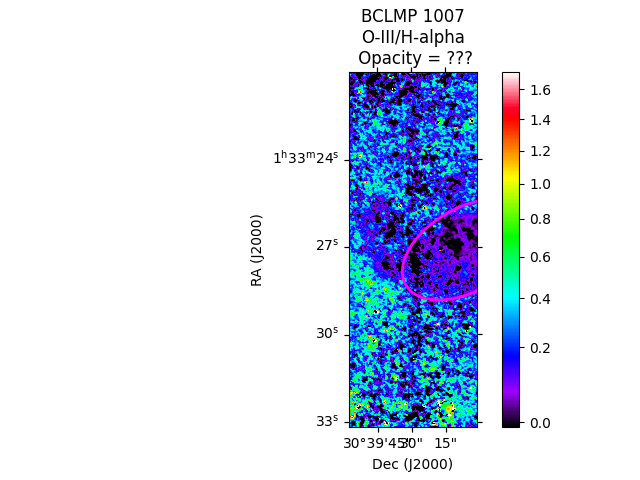 BCLMP 1007
O-III/H-alpha
Opacity = ???
1.6
1.4
1.2
1.0
0.8
0.6
0.4
0.2
0.0
1h33m24s
27s
30s
33s
RA (J2000)
30°39'45" 30" 15"
Dec (J2000)